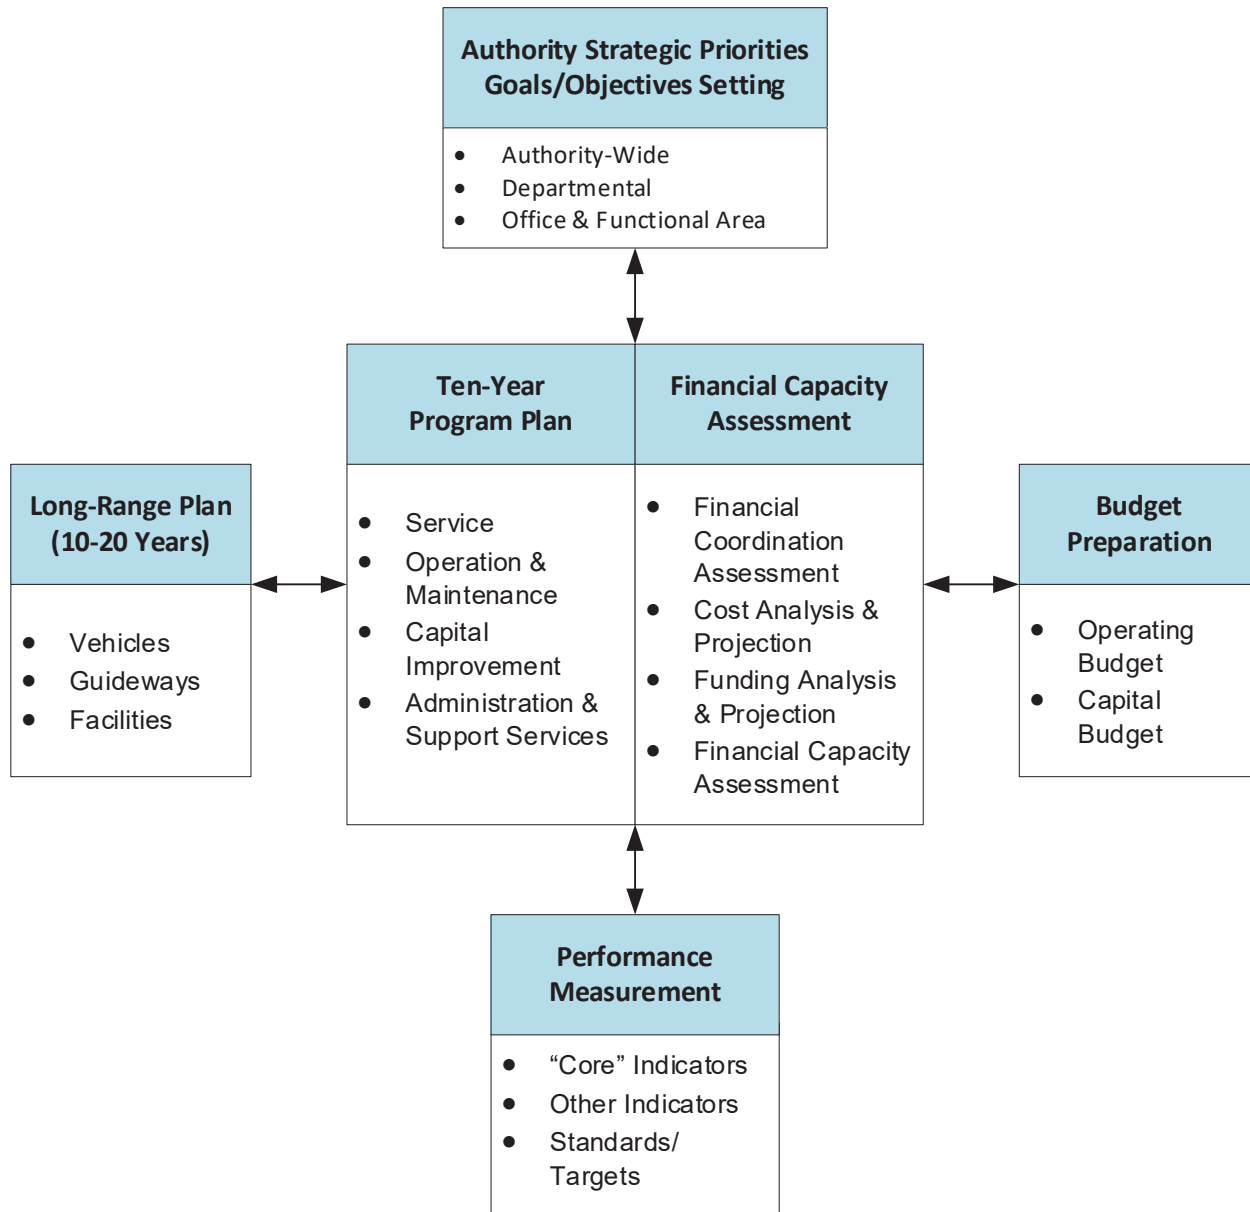 Authority Strategic Priorities
Goals/Objectives Setting
• Authority-Wide
• Departmental
• Office & Functional Area
Long-Range Plan
(10-20 Years)
• Vehicles
• Guideways
• Facilities
Ten-Year
Program Plan
• Service
• Operation &
Maintenance
• Capital
Improvement
• Administration &
Support Services
Financial Capacity
Assessment
• Financial
Coordination
Assessment
• Cost Analysis &
Projection
• Funding Analysis
& Projection
• Financial Capacity
Assessment
Budget
Preparation
• Operating
Budget
• Capital
Budget
Performance
Measurement
• “Core” Indicators
• Other Indicators
• Standards/
Targets